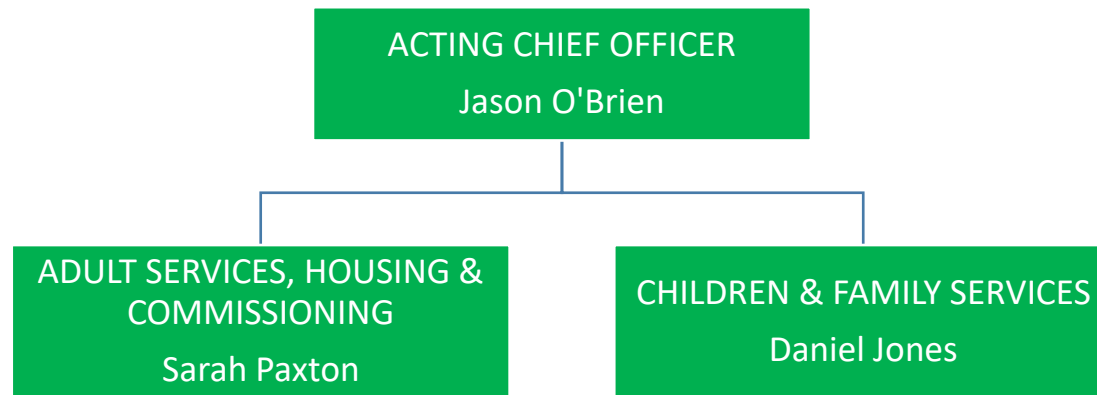 ACTING CHIEF OFFICER
Jason O'Brien
ADULT SERVICES, HOUSING &
COMMISSIONING
Sarah Paxton
CHILDREN & FAMILY SERVICES
Daniel Jones